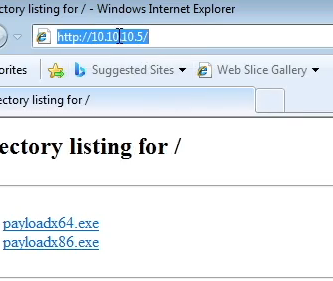 ctory listing for / - Windows Internet Explorer
http://10.10.10.5/
orites Suggested Sites Web Slice Gallery
ectory listing for /
ectory listing for /
payloadx64.exe
payloadx86.exe